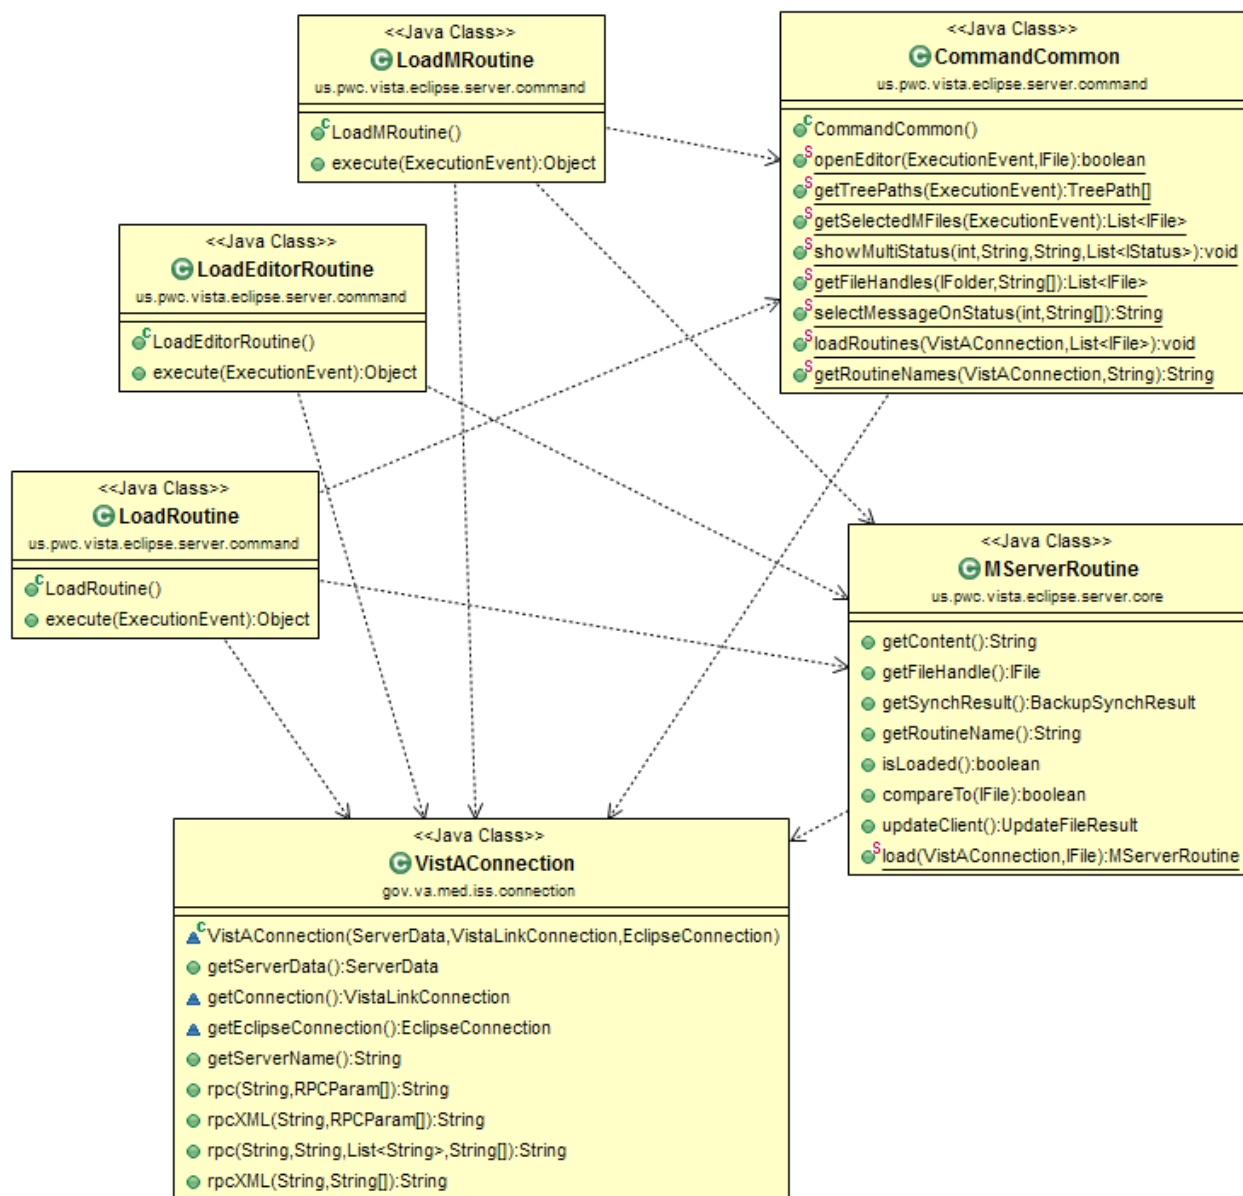 <<Java Class>>
LoadMRoutine
us.pwc.vista.eclipse.server.command
LoadMRoutine()
execute(ExecutionEvent):Object
<<Java Class>>
CommandCommon
us.pwc.vista.eclipse.server.command
CommandCommon()
openEditor(ExecutionEvent,IFile):boolean
getTreePaths(ExecutionEvent):TreePath[]
getSelectedMFiles(ExecutionEvent):List<IFile>
showMultiStatus(int,String,String,List<IStatus>):void
getFileHandles(IFolder,String[]):List<IFile>
selectMessageOnStatus(int,String[]):String
loadRoutines(VistAConnection,List<IFile>):void
getRoutineNames(VistAConnection,String):String
<<Java Class>>
LoadEditorRoutine
us.pwc.vista.eclipse.server.command
LoadEditorRoutine()
execute(ExecutionEvent):Object
<<Java Class>>
LoadRoutine
us.pwc.vista.eclipse.server.command
LoadRoutine()
execute(ExecutionEvent):Object
<<Java Class>>
MServerRoutine
us.pwc.vista.eclipse.server.core
getContent():String
getFileHandle():IFile
getSynchResult():BackupSynchResult
getRoutineName():String
isLoaded():boolean
compareTo(IFile):boolean
updateClient():UpdateFileResult
load(VistAConnection,IFile):MServerRoutine
<<Java Class>>
VistAConnection
gov.va.med.iss.connection
VistAConnection(ServerData,VistaLinkConnection,EclipseConnection)
getServerData():ServerData
getConnection():VistaLinkConnection
getEclipseConnection():EclipseConnection
getServerName():String
rpc(String,RPCParam[]):String
rpcXML(String,RPCParam[]):String
rpc(String,String,List<String>,String[]):String
rpcXML(String,String[]):String